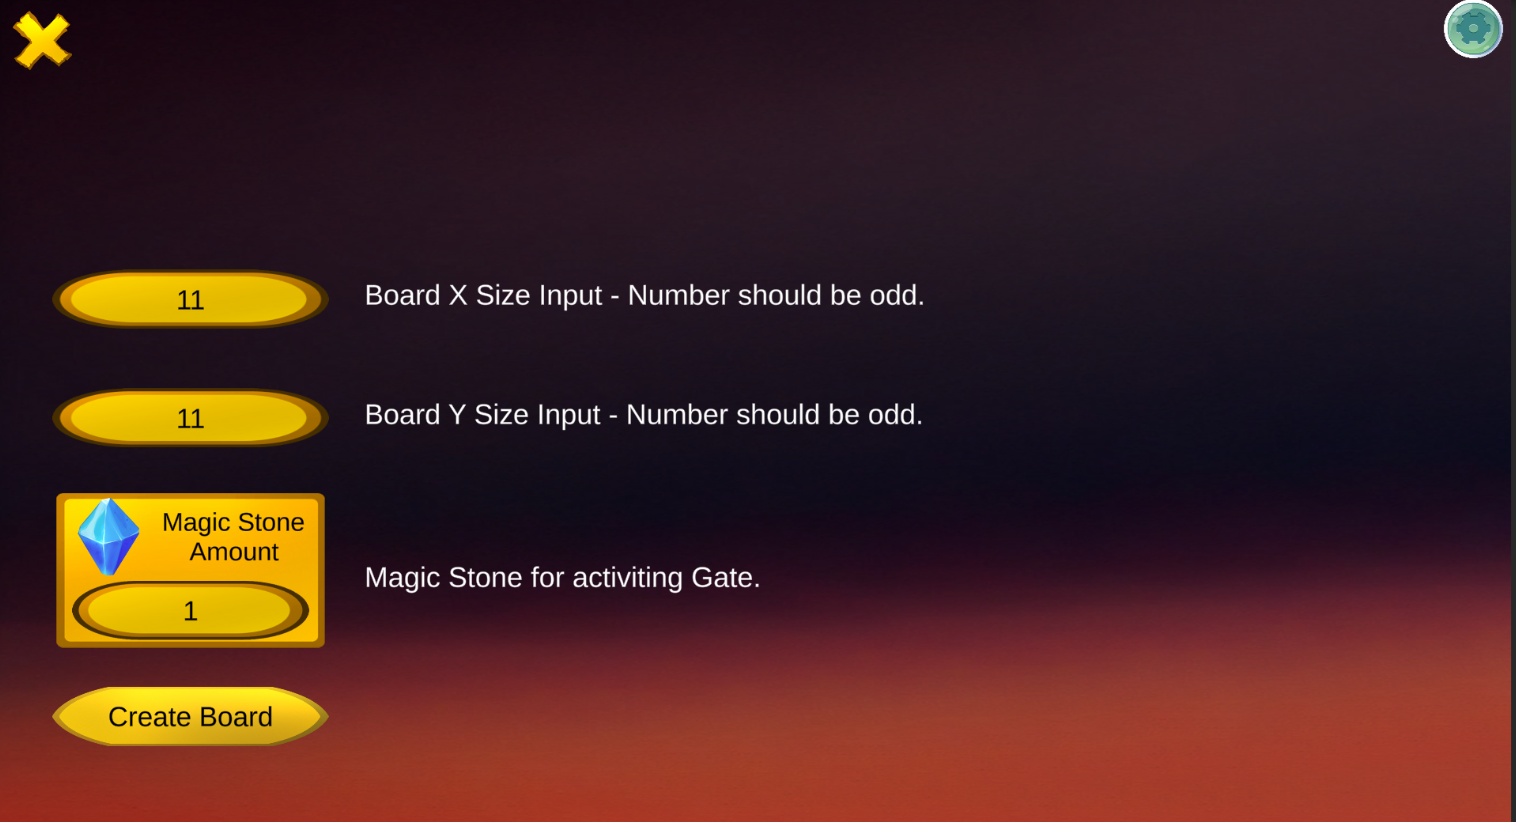 11
Board X Size Input - Number should be odd.
11
Board Y Size Input - Number should be odd.
Magic Stone
Amount
1
Magic Stone for activiting Gate.
Create Board